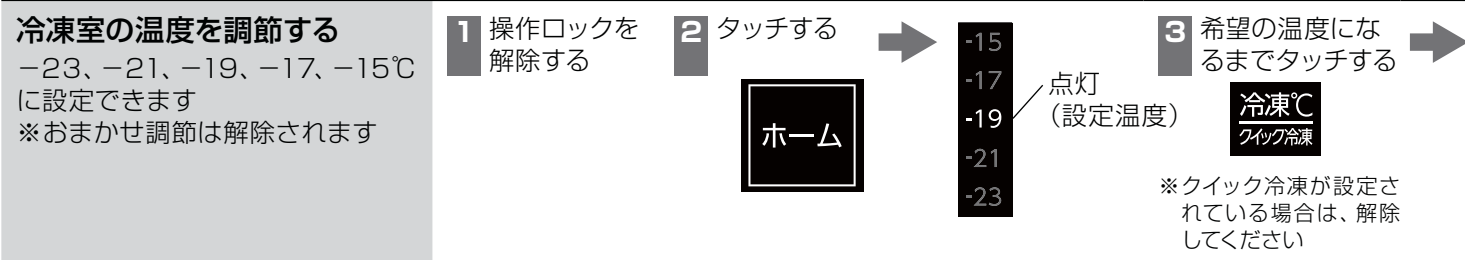 冷凍室の温度を調節する
－23、－21、－19、－17、－15℃
に設定できます
※おまかせ調節は解除されます
1 操作ロックを
解除する
2 タッチする
ホーム
-15
-17
-19
-21
-23
点灯
（設定温度）
3 希望の温度にな
るまでタッチする
冷凍℃
クイック冷凍
※クイック冷凍が設定さ
れている場合は、解除
してください